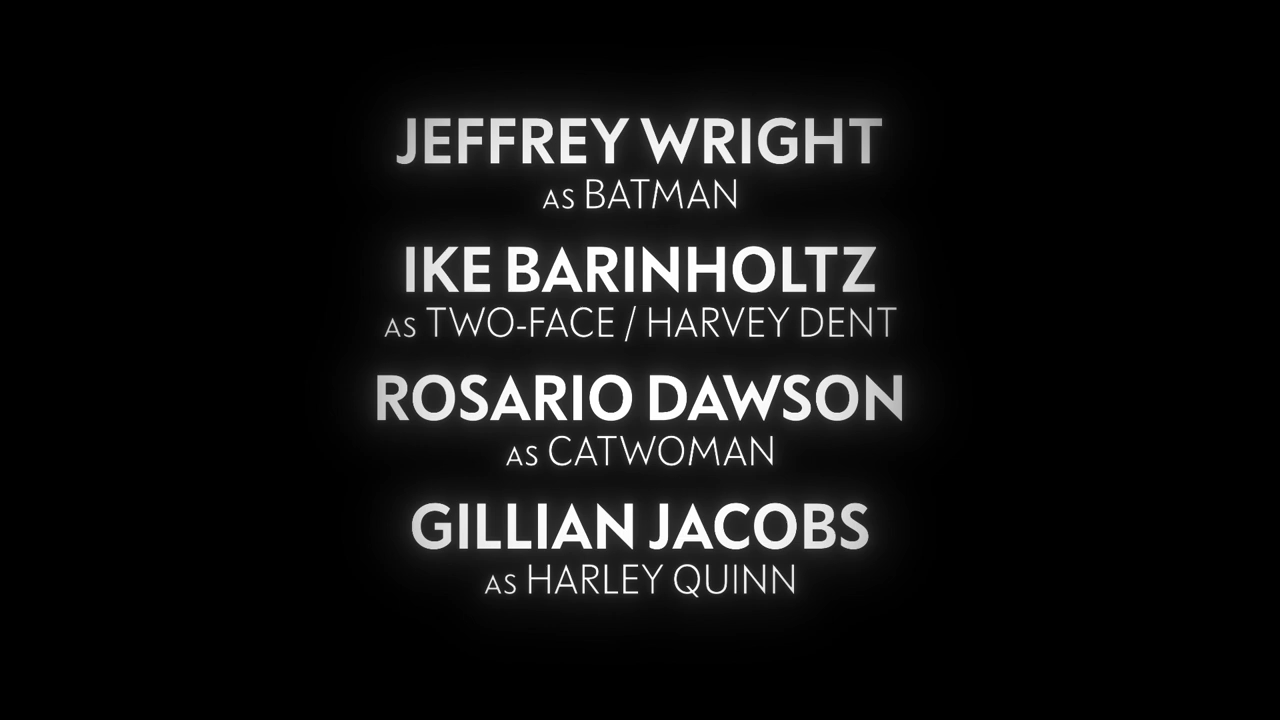 JEFFREY WRIGHT
AS BATMAN
IKE BARINHOLTZ
AS TWO-FACE / HARVEY DENT
ROSARIO DAWSON
AS CATWOMAN
GILLIAN JACOBS
AS HARLEY QUINN